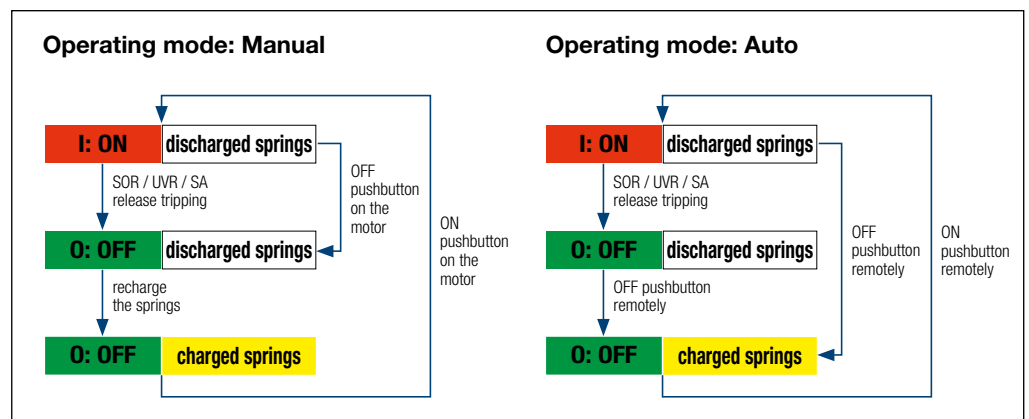 Operating mode: Manual
I: ON
discharged springs
SOR / UVR / SA
release tripping
OFF
pushbutton
on the
motor
O: OFF
discharged springs
ON
pushbutton
on the
motor
recharge
the springs
O: OFF
charged springs
Operating mode: Auto
I: ON
discharged springs
SOR / UVR / SA
release tripping
O: OFF
discharged springs
OFF
pushbutton
remotely
ON
pushbutton
remotely
OFF pushbutton
remotely
O: OFF
charged springs